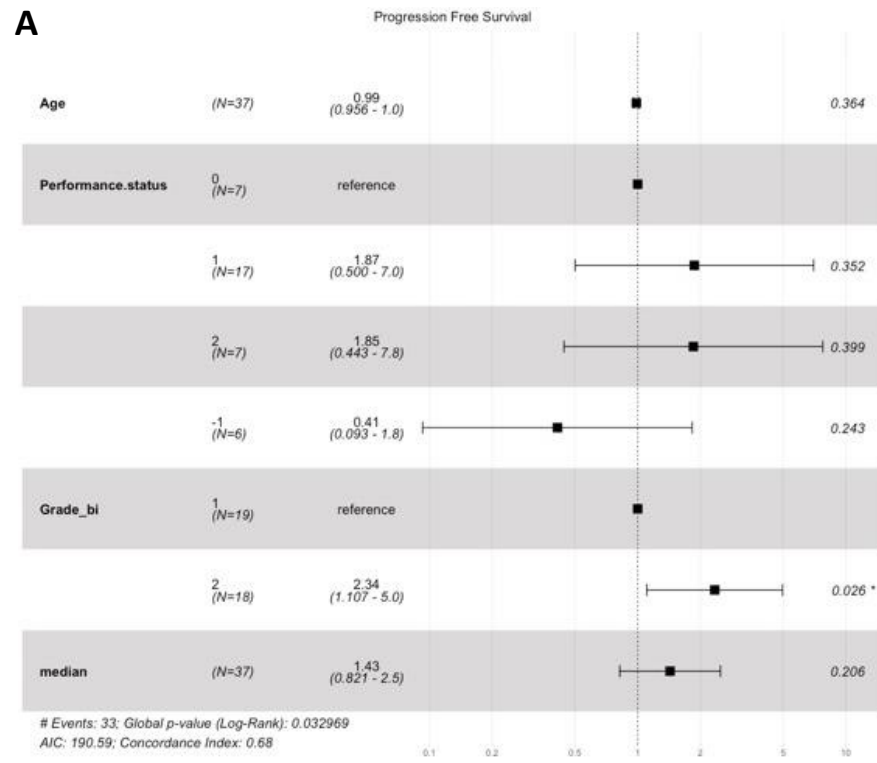 A
Progression Free Survival
Age (N=37) 0.99 (0.956 - 1.0) 0.364
Performance.status 0 (N=7) reference
1 (N=17) 1.87 (0.500 - 7.0) 0.352
2 (N=7) 1.85 (0.443 - 7.8) 0.399
-1 (N=6) 0.41 (0.093 - 1.8) 0.243
Grade_bi 1 (N=19) reference
2 (N=18) 2.34 (1.107 - 5.0) 0.026 *
median (N=37) 1.43 (0.821 - 2.5) 0.206
# Events: 33; Global p-value (Log-Rank): 0.032969
AIC: 190.59; Concordance Index: 0.68
0.1 0.2 0.5 1 2 5 10